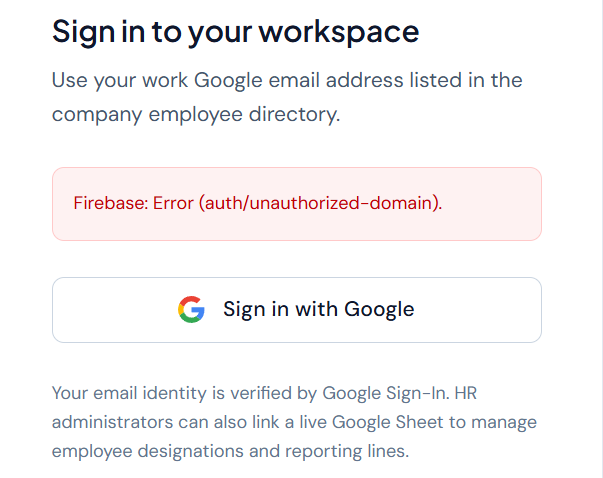 Sign in to your workspace
Use your work Google email address listed in the
company employee directory.
Firebase: Error (auth/unauthorized-domain).
Sign in with Google
Your email identity is verified by Google Sign-In. HR
administrators can also link a live Google Sheet to manage
employee designations and reporting lines.